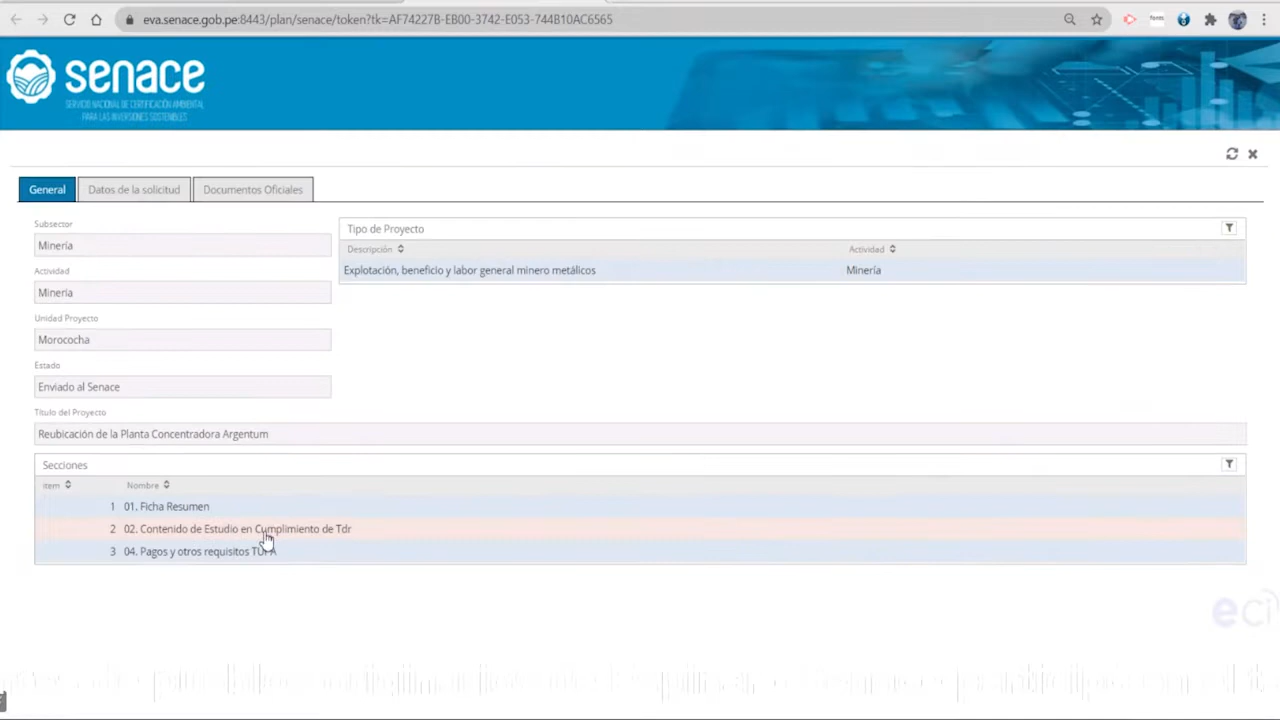 eva.senace.gob.pe:8443/plan/senace/token?tk=AF74227B-EB00-3742-E053-744B10AC6565
fonts
senace
SERVICIO NACIONAL DE CERTIFICACIÓN AMBIENTAL
PARA LAS INVERSIONES SOSTENIBLES
General
Datos de la solicitud
Documentos Oficiales
Subsector
Minería
Actividad
Minería
Unidad Proyecto
Morococha
Estado
Enviado al Senace
Tipo de Proyecto
Descripción
Actividad
Explotación, beneficio y labor general minero metálicos
Minería
Título del Proyecto
Reubicación de la Planta Concentradora Argentum
Secciones
Item
Nombre
1 01. Ficha Resumen
2 02. Contenido de Estudio en Cumplimiento de Tdr
3 04. Pagos y otros requisitos TUPA
eci